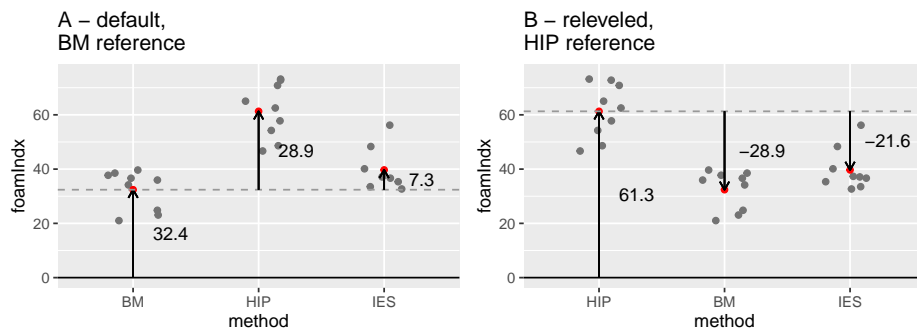 A – default,
BM reference
foamIndx
60
40
20
0
28.9
7.3
32.4
BM HIP IES
method
B – releveled,
HIP reference
foamIndx
60
40
20
0
−28.9
−21.6
61.3
HIP BM IES
method